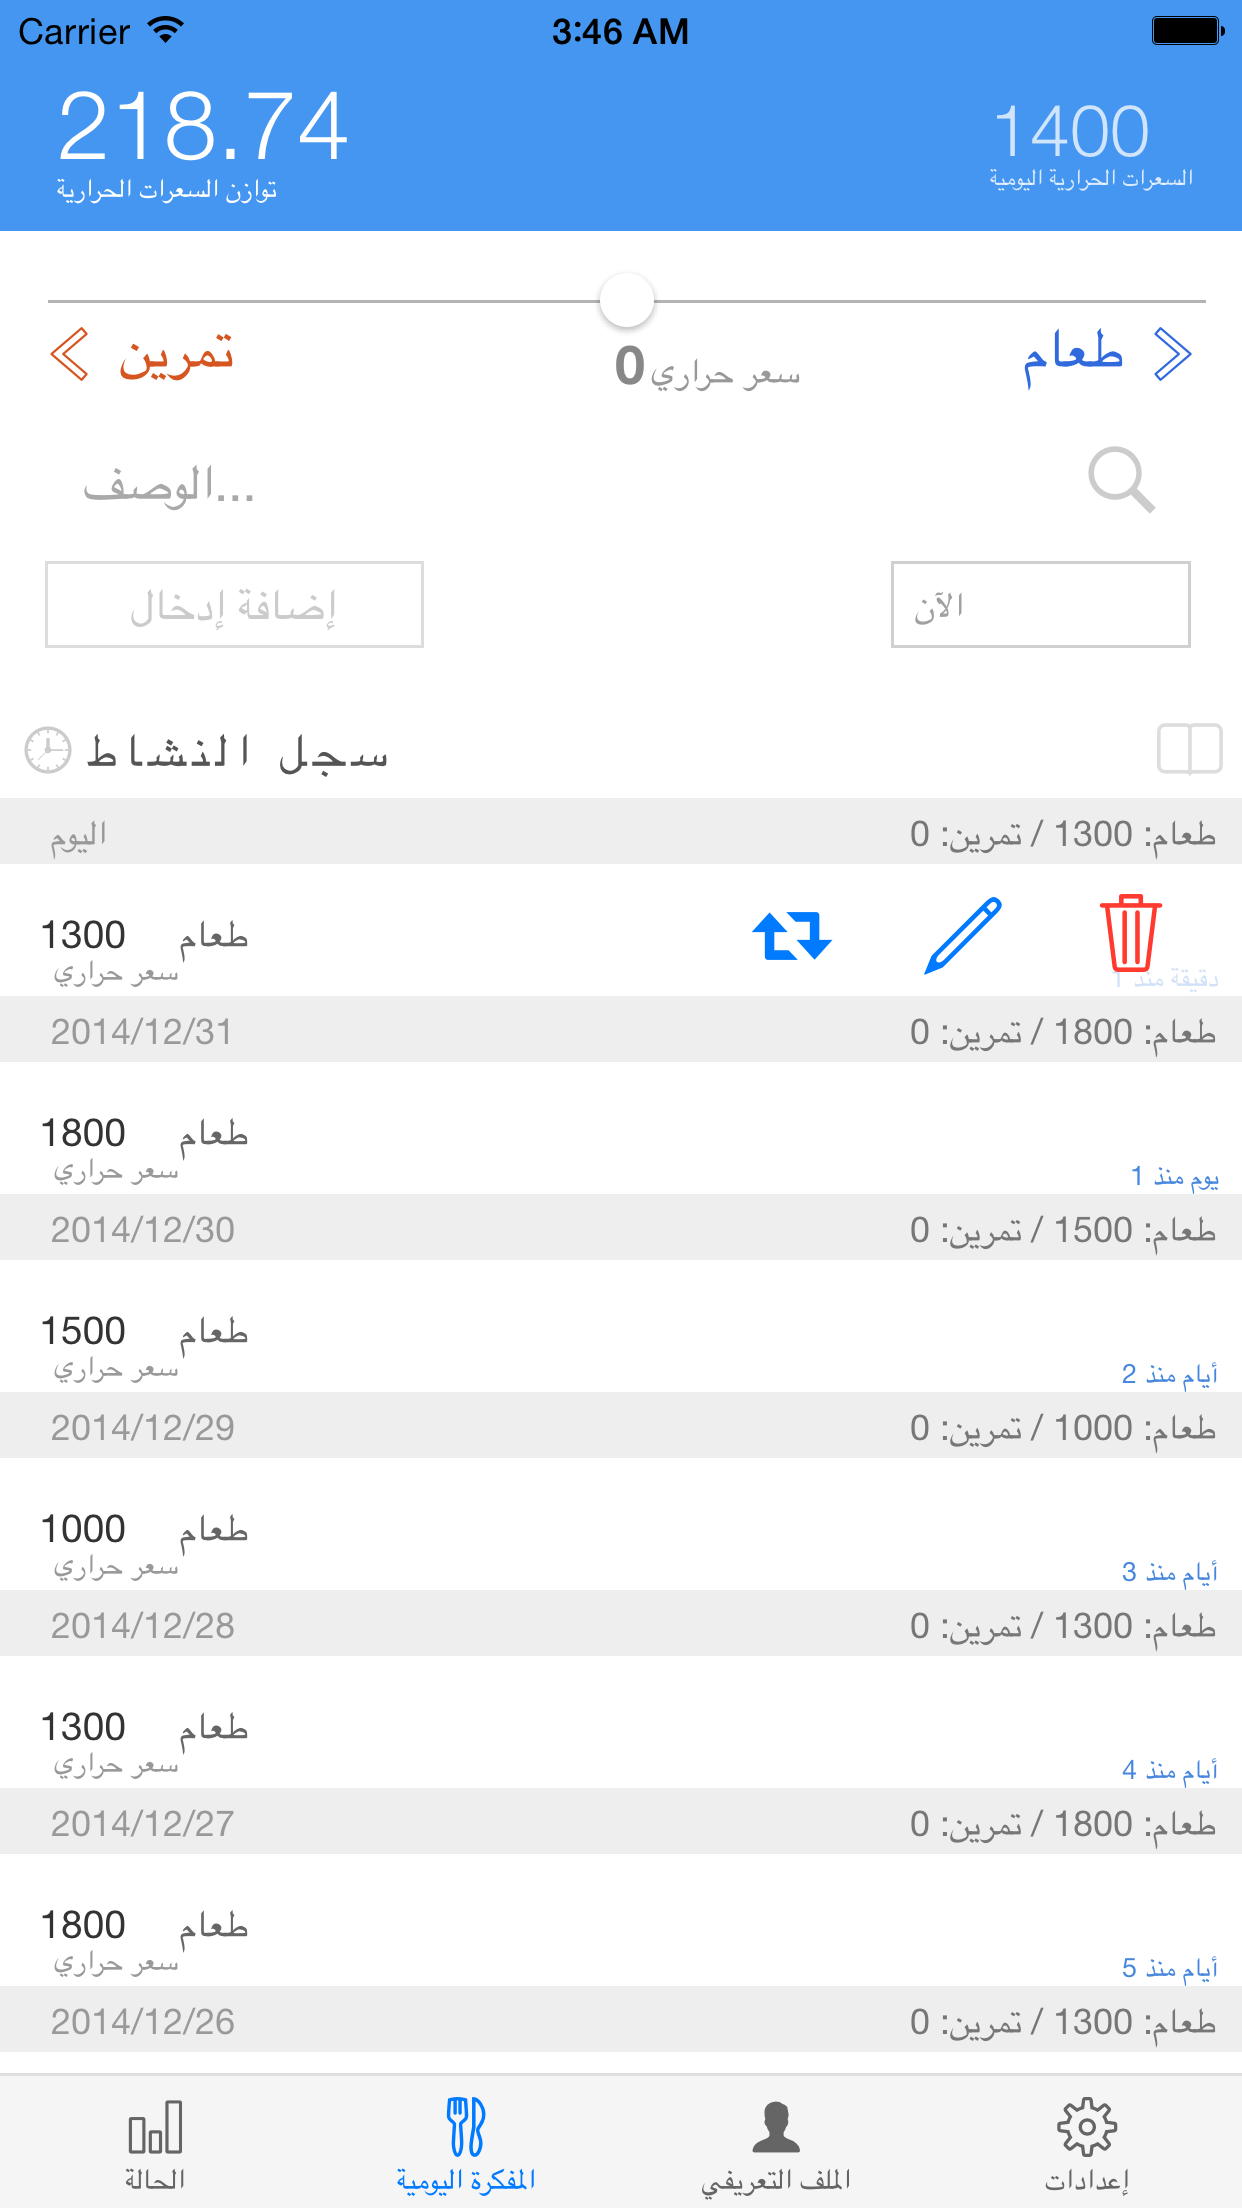 Carrier 3:46 AM
218.74
1400
توازن السعرات الحرارية
السعرات الحرارية اليومية
تمرين
0 سعر حراري
طعام
الوصف...
إضافة إدخال
الآن
سجل النشاط
اليوم
طعام: 1300 / تمرين: 0
1300 طعام
سعر حراري
دقيقة منذ 1
2014/12/31
طعام: 1800 / تمرين: 0
1800 طعام
سعر حراري
يوم منذ 1
2014/12/30
طعام: 1500 / تمرين: 0
1500 طعام
سعر حراري
أيام منذ 2
2014/12/29
طعام: 1000 / تمرين: 0
1000 طعام
سعر حراري
أيام منذ 3
2014/12/28
طعام: 1300 / تمرين: 0
1300 طعام
سعر حراري
أيام منذ 4
2014/12/27
طعام: 1800 / تمرين: 0
1800 طعام
سعر حراري
أيام منذ 5
2014/12/26
طعام: 1300 / تمرين: 0
الحالة
المفكرة اليومية
الملف التعريفي
إعدادات